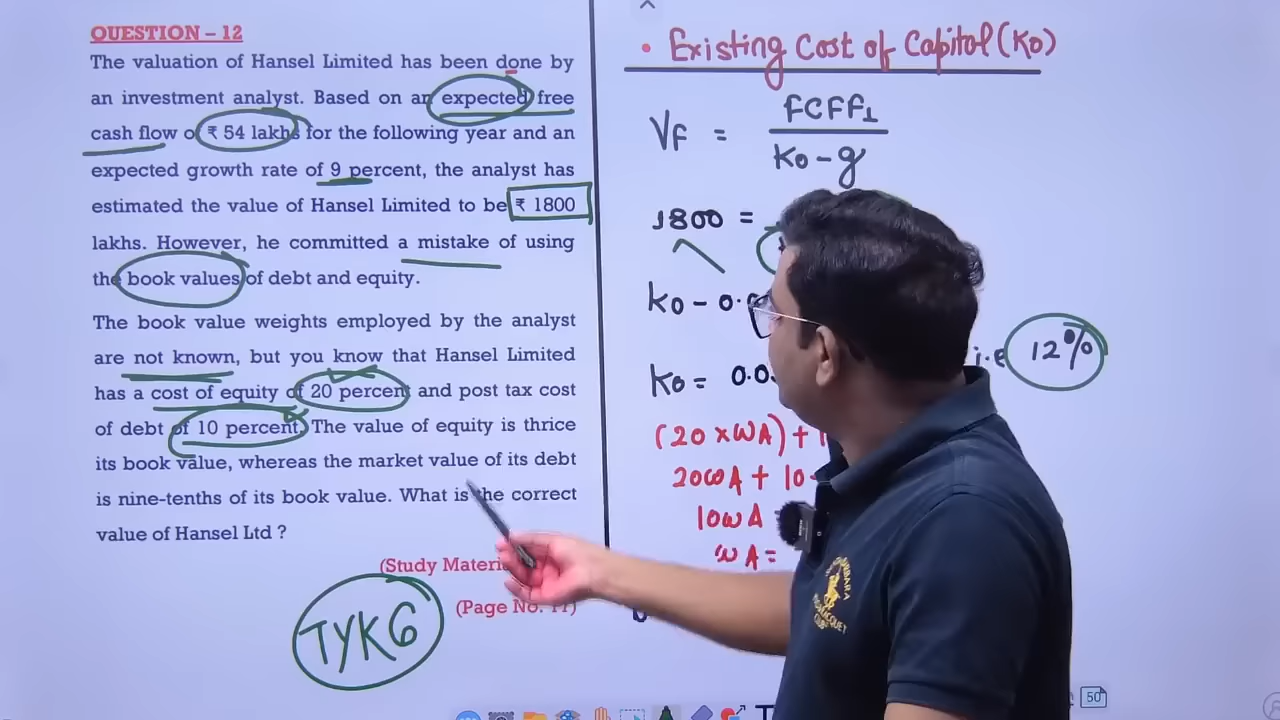 QUESTION – 12
The valuation of Hansel Limited has been done by
an investment analyst. Based on an expected free
cash flow of ₹ 54 lakhs for the following year and an
expected growth rate of 9 percent, the analyst has
estimated the value of Hansel Limited to be ₹ 1800
lakhs. However, he committed a mistake of using
the book values of debt and equity.
The book value weights employed by the analyst
are not known, but you know that Hansel Limited
has a cost of equity of 20 percent and post tax cost
of debt of 10 percent. The value of equity is thrice
its book value, whereas the market value of its debt
is nine-tenths of its book value. What is the correct
value of Hansel Ltd ?
(Study Materi
(Page No. 11)
TYK6
• Existing Cost of Capital (Ko)
VF = FCFF1
Ko - g
1800 =
Ko - 0.0
Ko = 0.0
i.e 12%
(20 × WA) +
20WA + 10
10WA
WA =
50